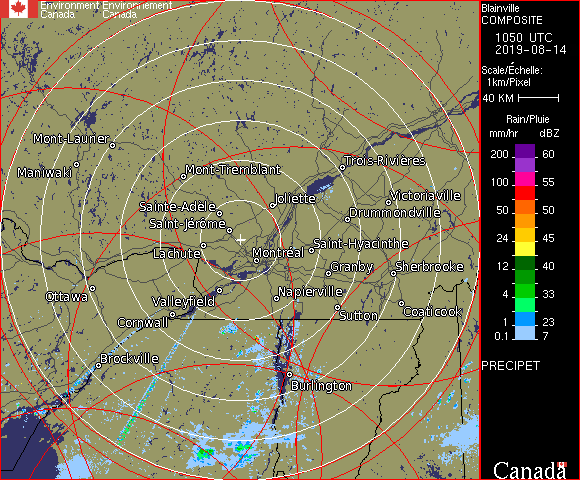 Environment Environnement
Canada Canada
Blainville
COMPOSITE
1050 UTC
2019-08-14
Scale/Échelle:
1km/Pixel
40 KM
Rain/Pluie
mm/hr dBZ
200 60
100 55
50 50
24 45
12 40
4 33
1 23
0.1 7
PRECIPET
Mont-Laurier
Maniwaki
Mont-Tremblant
Trois-Rivières
Joliette
Victoriaville
Sainte-Adèle
Drummondville
Saint-Jérôme
Saint-Hyacinthe
Lachute
Montréal
Granby
Sherbrooke
Ottawa
Valleyfield
Napierville
Coaticook
Sutton
Cornwall
Brockville
Burlington
Canada